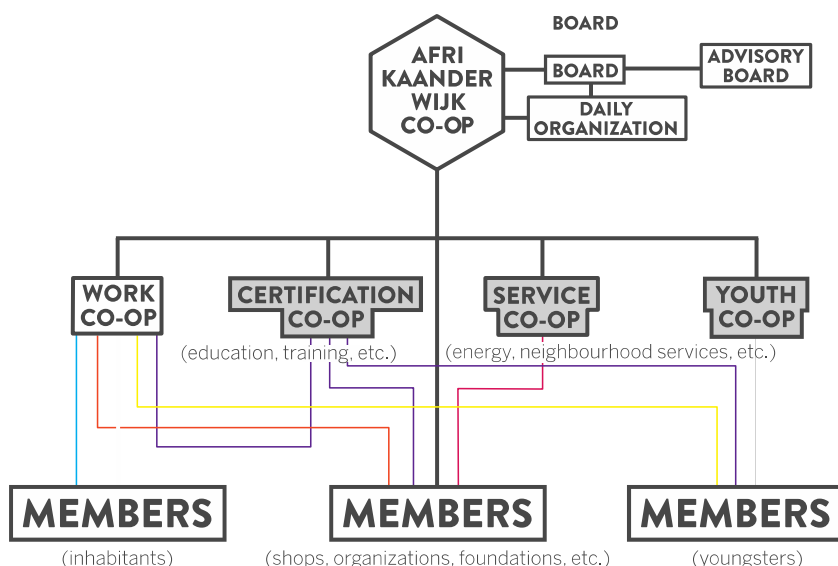 BOARD
AFRI
KAANDER
WIJK
CO-OP
BOARD
ADVISORY
BOARD
DAILY
ORGANIZATION
WORK
CO-OP
CERTIFICATION
CO-OP
SERVICE
CO-OP
YOUTH
CO-OP
(education, training, etc.)
(energy, neighbourhood services, etc.)
MEMBERS
MEMBERS
MEMBERS
(inhabitants)
(shops, organizations, foundations, etc.)
(youngsters)